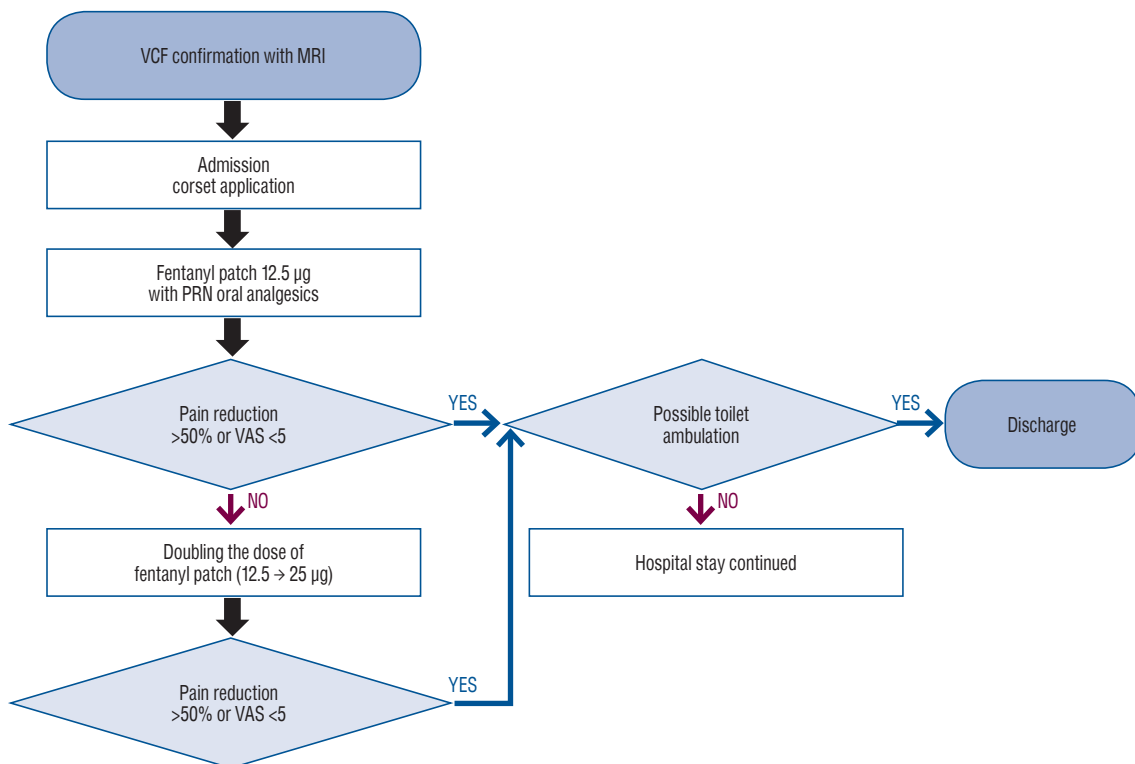 VCF confirmation with MRI
Admission
corset application
Fentanyl patch 12.5 µg
with PRN oral analgesics
Pain reduction
>50% or VAS <5
YES
Possible toilet
ambulation
YES
Discharge
NO
NO
Doubling the dose of
fentanyl patch (12.5 → 25 µg)
Hospital stay continued
Pain reduction
>50% or VAS <5
YES